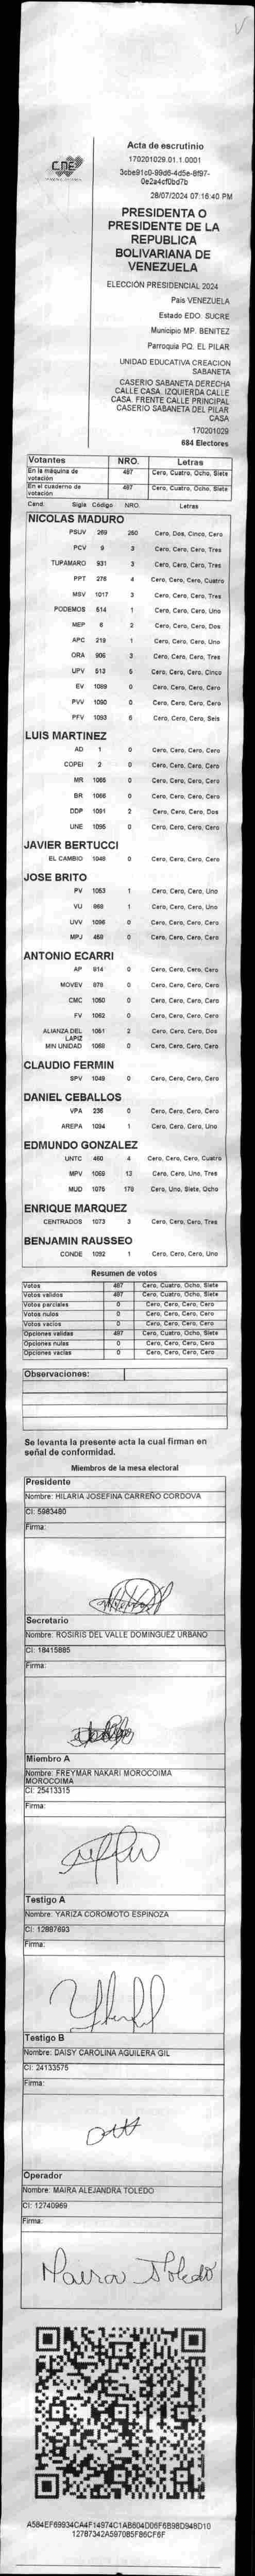 CNE
Acta de escrutinio
170201029.01.1.0001
3cbe91c0-99d6-4d5e-8f97-
0e2a4cf0bd7b
28/07/2024 07:16:40 PM
PRESIDENTA O
PRESIDENTE DE LA
REPUBLICA
BOLIVARIANA DE
VENEZUELA
ELECCIÓN PRESIDENCIAL 2024
País VENEZUELA
Estado EDO. SUCRE
Municipio MP. BENITEZ
Parroquia PQ. EL PILAR
UNIDAD EDUCATIVA CREACION
SABANETA
CASERIO SABANETA DERECHA
CALLE CASA. IZQUIERDA CALLE
CASA. FRENTE CALLE PRINCIPAL
CASERIO SABANETA DEL PILAR
CASA
170201029
684 Electores
Votantes NRO. Letras
En la máquina de votación 487 Cero, Cuatro, Ocho, Siete
En el cuaderno de votación 487 Cero, Cuatro, Ocho, Siete
Cand. Sigla Código NRO. Letras
NICOLAS MADURO
PSUV 269 250 Cero, Dos, Cinco, Cero
PCV 9 3 Cero, Cero, Cero, Tres
TUPAMARO 931 3 Cero, Cero, Cero, Tres
PPT 276 4 Cero, Cero, Cero, Cuatro
MSV 1017 3 Cero, Cero, Cero, Tres
PODEMOS 514 1 Cero, Cero, Cero, Uno
MEP 6 2 Cero, Cero, Cero, Dos
APC 219 1 Cero, Cero, Cero, Uno
ORA 906 3 Cero, Cero, Cero, Tres
UPV 513 5 Cero, Cero, Cero, Cinco
EV 1089 0 Cero, Cero, Cero, Cero
PVV 1090 0 Cero, Cero, Cero, Cero
PFV 1093 6 Cero, Cero, Cero, Seis
LUIS MARTINEZ
AD 1 0 Cero, Cero, Cero, Cero
COPEI 2 0 Cero, Cero, Cero, Cero
MR 1065 0 Cero, Cero, Cero, Cero
BR 1066 0 Cero, Cero, Cero, Cero
DDP 1091 2 Cero, Cero, Cero, Dos
UNE 1095 0 Cero, Cero, Cero, Cero
JAVIER BERTUCCI
EL CAMBIO 1048 0 Cero, Cero, Cero, Cero
JOSE BRITO
PV 1053 1 Cero, Cero, Cero, Uno
VU 968 1 Cero, Cero, Cero, Uno
UVV 1096 0 Cero, Cero, Cero, Cero
MPJ 459 0 Cero, Cero, Cero, Cero
ANTONIO ECARRI
AP 914 0 Cero, Cero, Cero, Cero
MOVEV 979 0 Cero, Cero, Cero, Cero
CMC 1050 0 Cero, Cero, Cero, Cero
FV 1062 0 Cero, Cero, Cero, Cero
ALIANZA DEL LAPIZ 1051 2 Cero, Cero, Cero, Dos
MIN UNIDAD 1069 0 Cero, Cero, Cero, Cero
CLAUDIO FERMIN
SPV 1049 0 Cero, Cero, Cero, Cero
DANIEL CEBALLOS
VPA 236 0 Cero, Cero, Cero, Cero
AREPA 1094 1 Cero, Cero, Cero, Uno
EDMUNDO GONZALEZ
UNTC 460 4 Cero, Cero, Cero, Cuatro
MPV 1069 13 Cero, Cero, Uno, Tres
MUD 1075 178 Cero, Uno, Siete, Ocho
ENRIQUE MARQUEZ
CENTRADOS 1073 3 Cero, Cero, Cero, Tres
BENJAMIN RAUSSEO
CONDE 1092 1 Cero, Cero, Cero, Uno
Resumen de votos
Votos 487 Cero, Cuatro, Ocho, Siete
Votos validos 487 Cero, Cuatro, Ocho, Siete
Votos parciales 0 Cero, Cero, Cero, Cero
Votos nulos 0 Cero, Cero, Cero, Cero
Votos vacios 0 Cero, Cero, Cero, Cero
Opciones validas 487 Cero, Cuatro, Ocho, Siete
Opciones nulas 0 Cero, Cero, Cero, Cero
Opciones vacias 0 Cero, Cero, Cero, Cero
Observaciones:
Se levanta la presente acta la cual firman en
señal de conformidad.
Miembros de la mesa electoral
Presidente
Nombre: HILARIA JOSEFINA CARREÑO CORDOVA
CI: 5983480
Firma:
Secretario
Nombre: ROSIRIS DEL VALLE DOMINGUEZ URBANO
CI: 18415885
Firma:
Miembro A
Nombre: FREYMAR NAKARI MOROCOIMA
MOROCOIMA
CI: 25413315
Firma:
Testigo A
Nombre: YARIZA COROMOTO ESPINOZA
CI: 12887693
Firma:
Testigo B
Nombre: DAISY CAROLINA AGUILERA GIL
CI: 24133575
Firma:
Operador
Nombre: MAIRA ALEJANDRA TOLEDO
CI: 12740969
Firma:
Maira Toledo
A584EF69934CA4F14974C1AB604D06F6B98D948D10
12787342A5970B5FB6CF6F